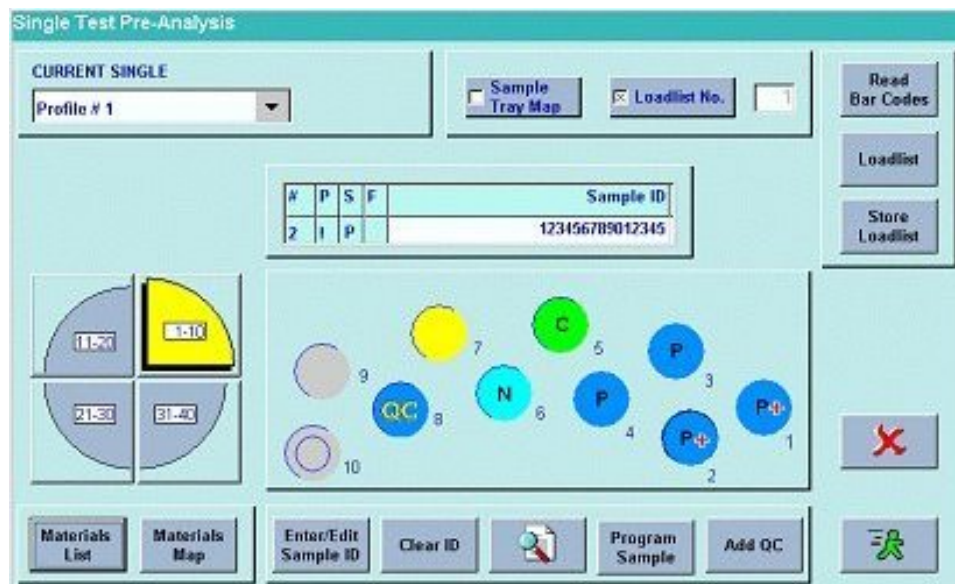 Single Test Pre-Analysis
CURRENT SINGLE
Profile # 1
Sample
Tray Map
Loadlist No.
1
Read
Bar Codes
Loadlist
Store
Loadlist
# P S F Sample ID
2 ! P 123456789012345
11-20
1-10
21-30
31-40
9
7
C
5
P
3
QC
8
N
6
P
4
P+
1
P+
2
10
Materials
List
Materials
Map
Enter/Edit
Sample ID
Clear ID
Program
Sample
Add QC